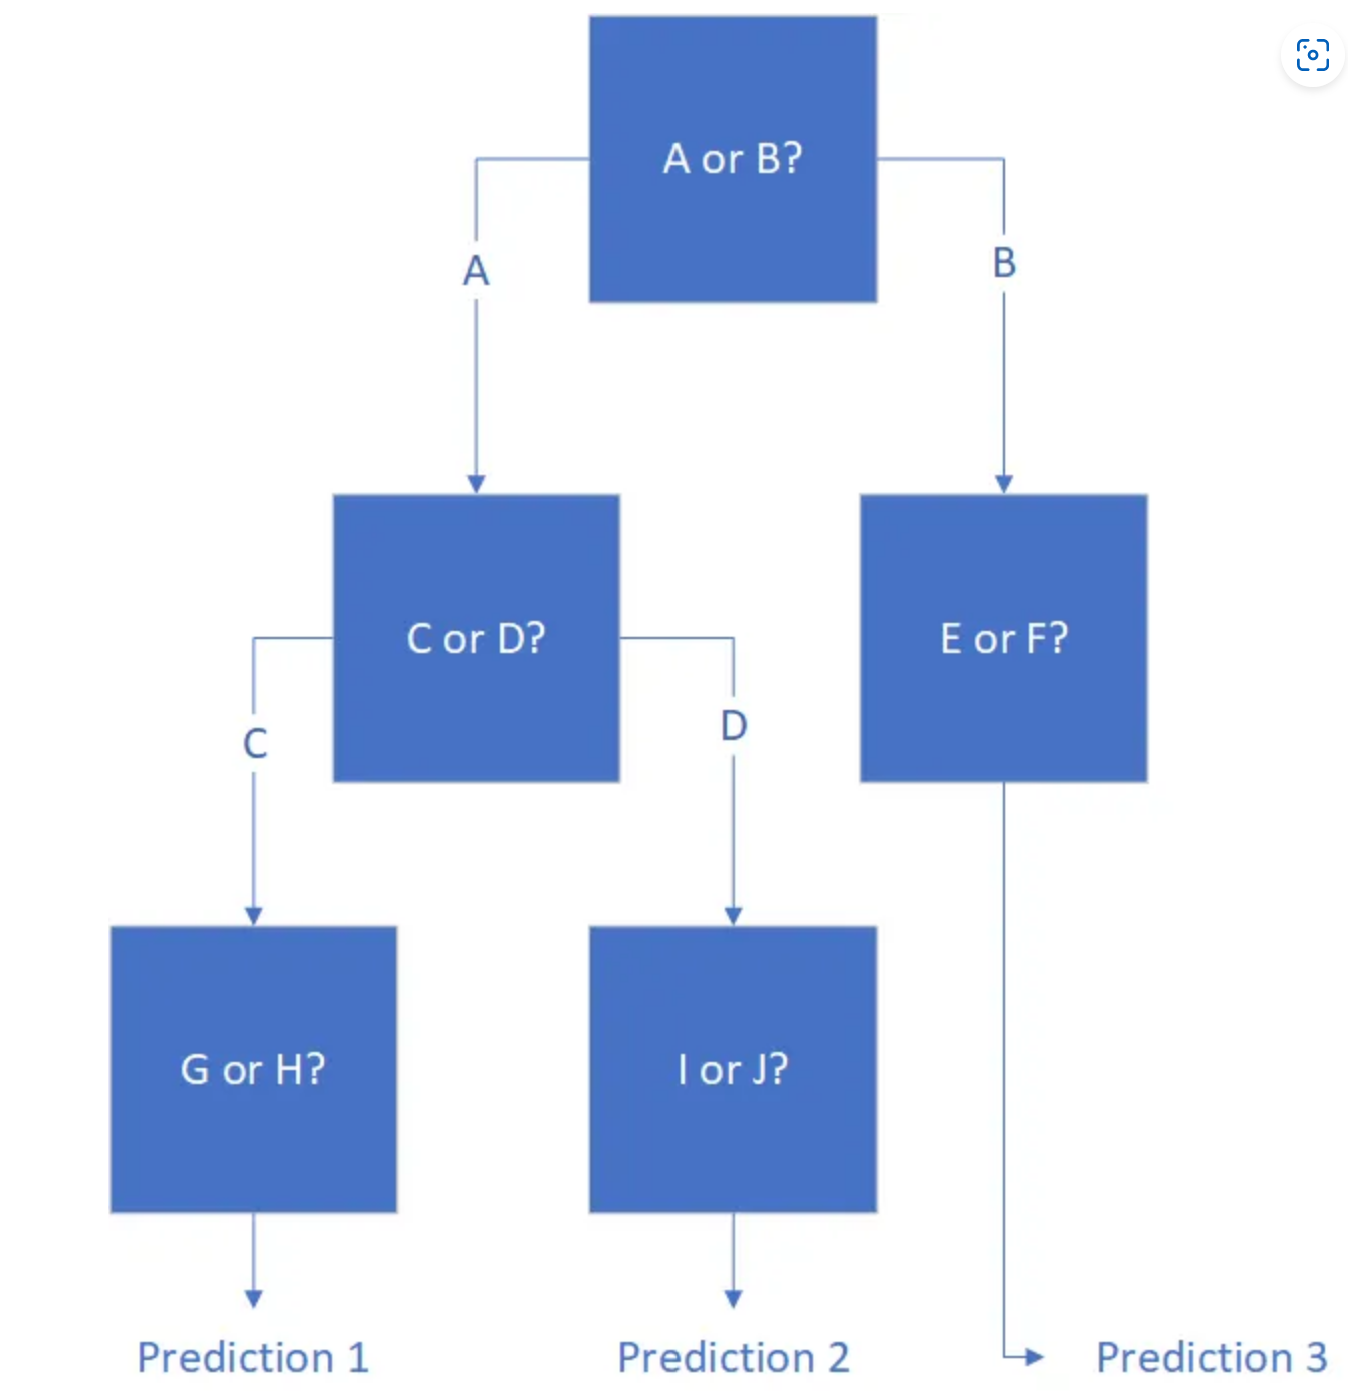 A or B?
A
B
C or D?
E or F?
C
D
G or H?
I or J?
Prediction 1
Prediction 2
Prediction 3